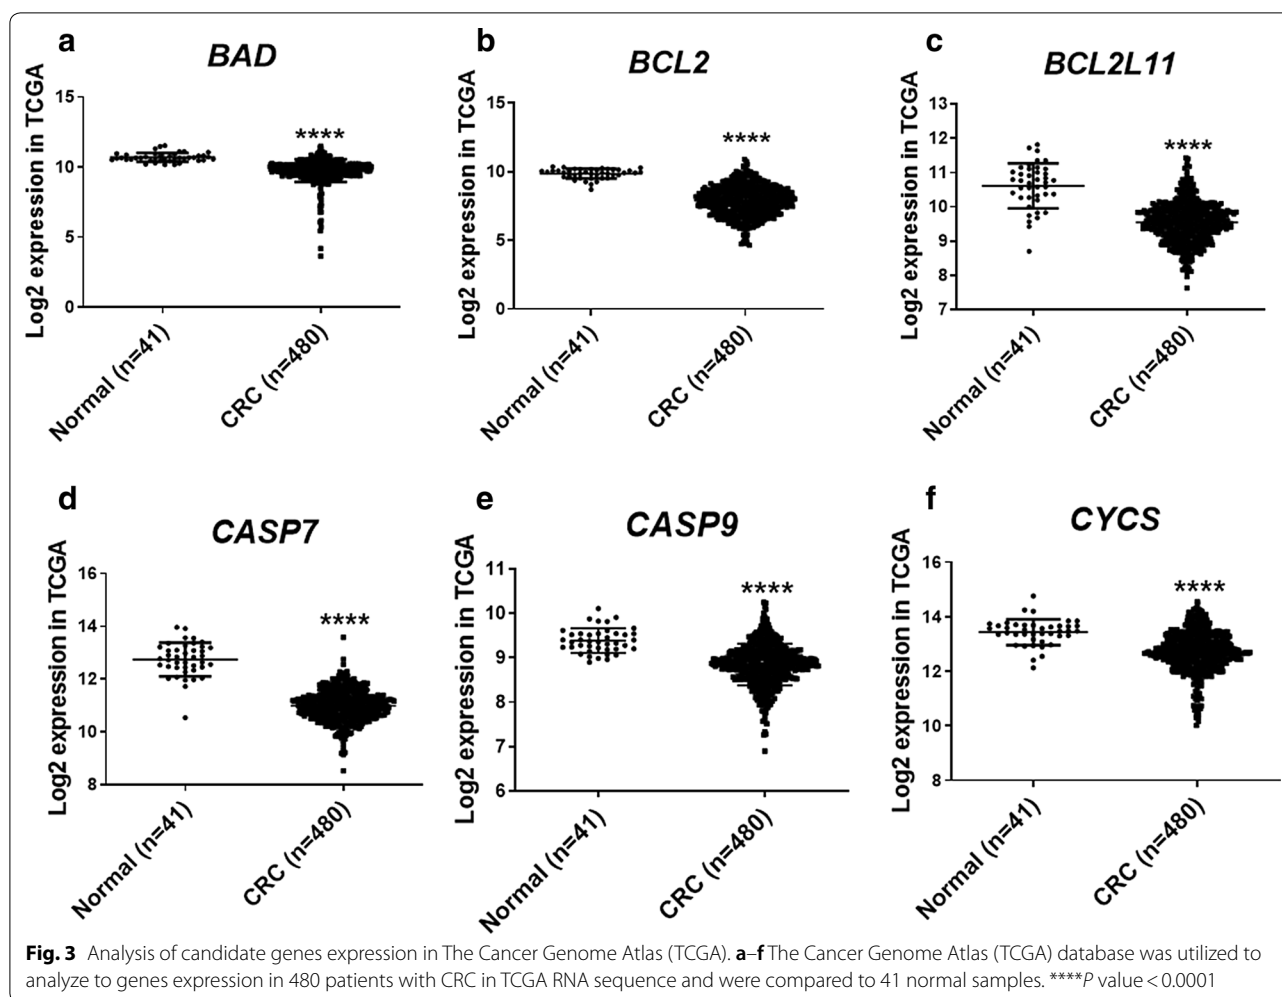 a
BAD
Log2 expression in TCGA
15
10
5
0
****
Normal (n=41)
CRC (n=480)
b
BCL2
Log2 expression in TCGA
15
10
5
0
****
Normal (n=41)
CRC (n=480)
c
BCL2L11
Log2 expression in TCGA
13
12
11
10
9
8
7
****
Normal (n=41)
CRC (n=480)
d
CASP7
Log2 expression in TCGA
16
14
12
10
8
****
Normal (n=41)
CRC (n=480)
e
CASP9
Log2 expression in TCGA
11
10
9
8
7
6
****
Normal (n=41)
CRC (n=480)
f
CYCS
Log2 expression in TCGA
16
14
12
10
8
****
Normal (n=41)
CRC (n=480)
Fig. 3 Analysis of candidate genes expression in The Cancer Genome Atlas (TCGA). a–f The Cancer Genome Atlas (TCGA) database was utilized to
analyze to genes expression in 480 patients with CRC in TCGA RNA sequence and were compared to 41 normal samples. ****P value < 0.0001